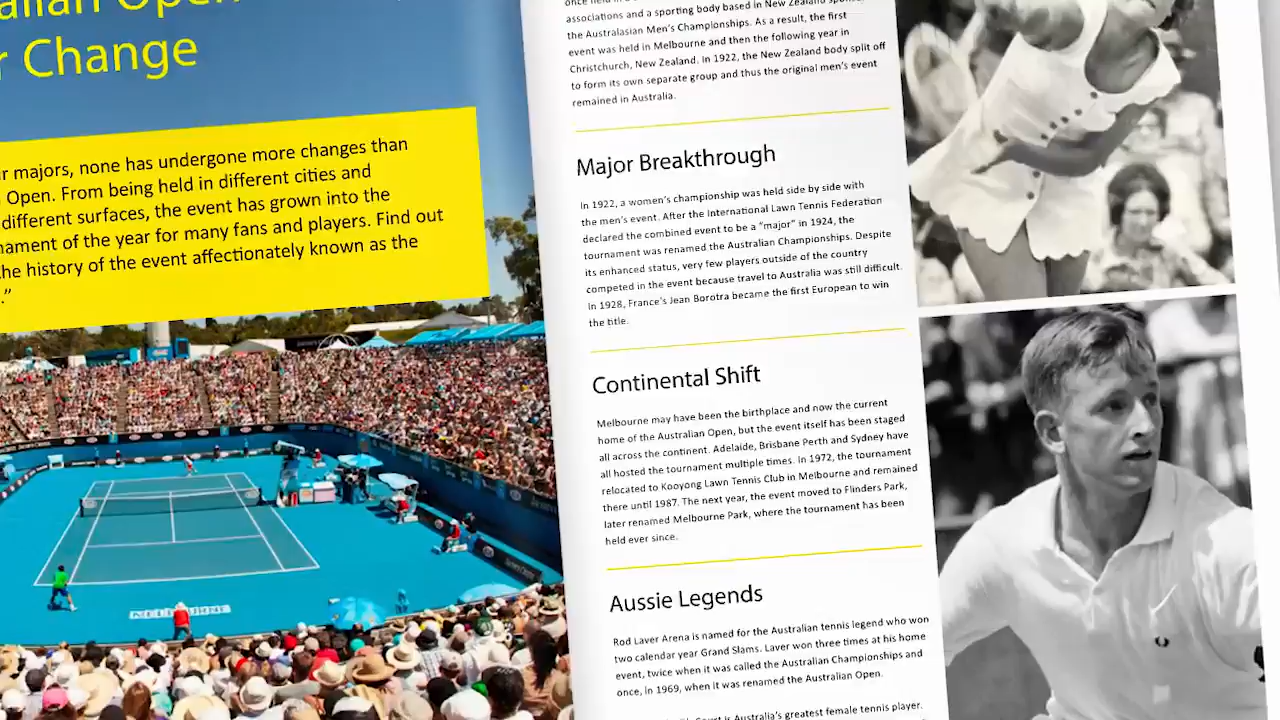 alian Open
r Change
r majors, none has undergone more changes than
Open. From being held in different cities and
different surfaces, the event has grown into the
nament of the year for many fans and players. Find out
the history of the event affectionately known as the
.”
associations and a sporting body based in New Zealand
the Australasian Men's Championships. As a result, the first
event was held in Melbourne and then the following year in
Christchurch, New Zealand. In 1922, the New Zealand body split off
to form its own separate group and thus the original men's event
remained in Australia.
Major Breakthrough
In 1922, a women's championship was held side by side with
the men's event. After the International Lawn Tennis Federation
declared the combined event to be a “major” in 1924, the
tournament was renamed the Australian Championships. Despite
its enhanced status, very few players outside of the country
competed in the event because travel to Australia was still difficult.
In 1928, France's Jean Borotra became the first European to win
the title.
Continental Shift
Melbourne may have been the birthplace and now the current
home of the Australian Open, but the event itself has been staged
all across the continent. Adelaide, Brisbane Perth and Sydney have
all hosted the tournament multiple times. In 1972, the tournament
relocated to Kooyong Lawn Tennis Club in Melbourne and remained
there until 1987. The next year, the event moved to Flinders Park,
later renamed Melbourne Park, where the tournament has been
held ever since.
Aussie Legends
Rod Laver Arena is named for the Australian tennis legend who won
two calendar year Grand Slams. Laver won three times at his home
event, twice when it was called the Australian Championships and
once, in 1969, when it was renamed the Australian Open.
Court is Australia's greatest female tennis player.
MELBOURNE